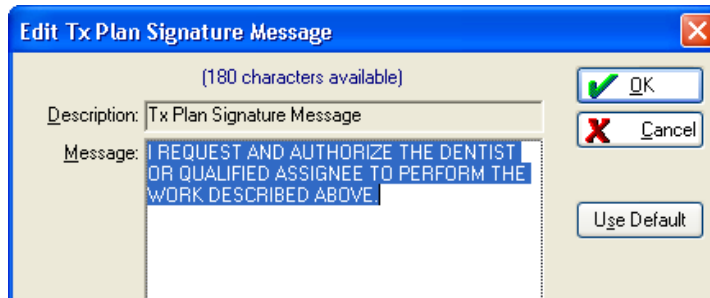 Edit Tx Plan Signature Message
(180 characters available)
OK
Description: Tx Plan Signature Message
Cancel
Message: I REQUEST AND AUTHORIZE THE DENTIST
OR QUALIFIED ASSIGNEE TO PERFORM THE
WORK DESCRIBED ABOVE.
Use Default